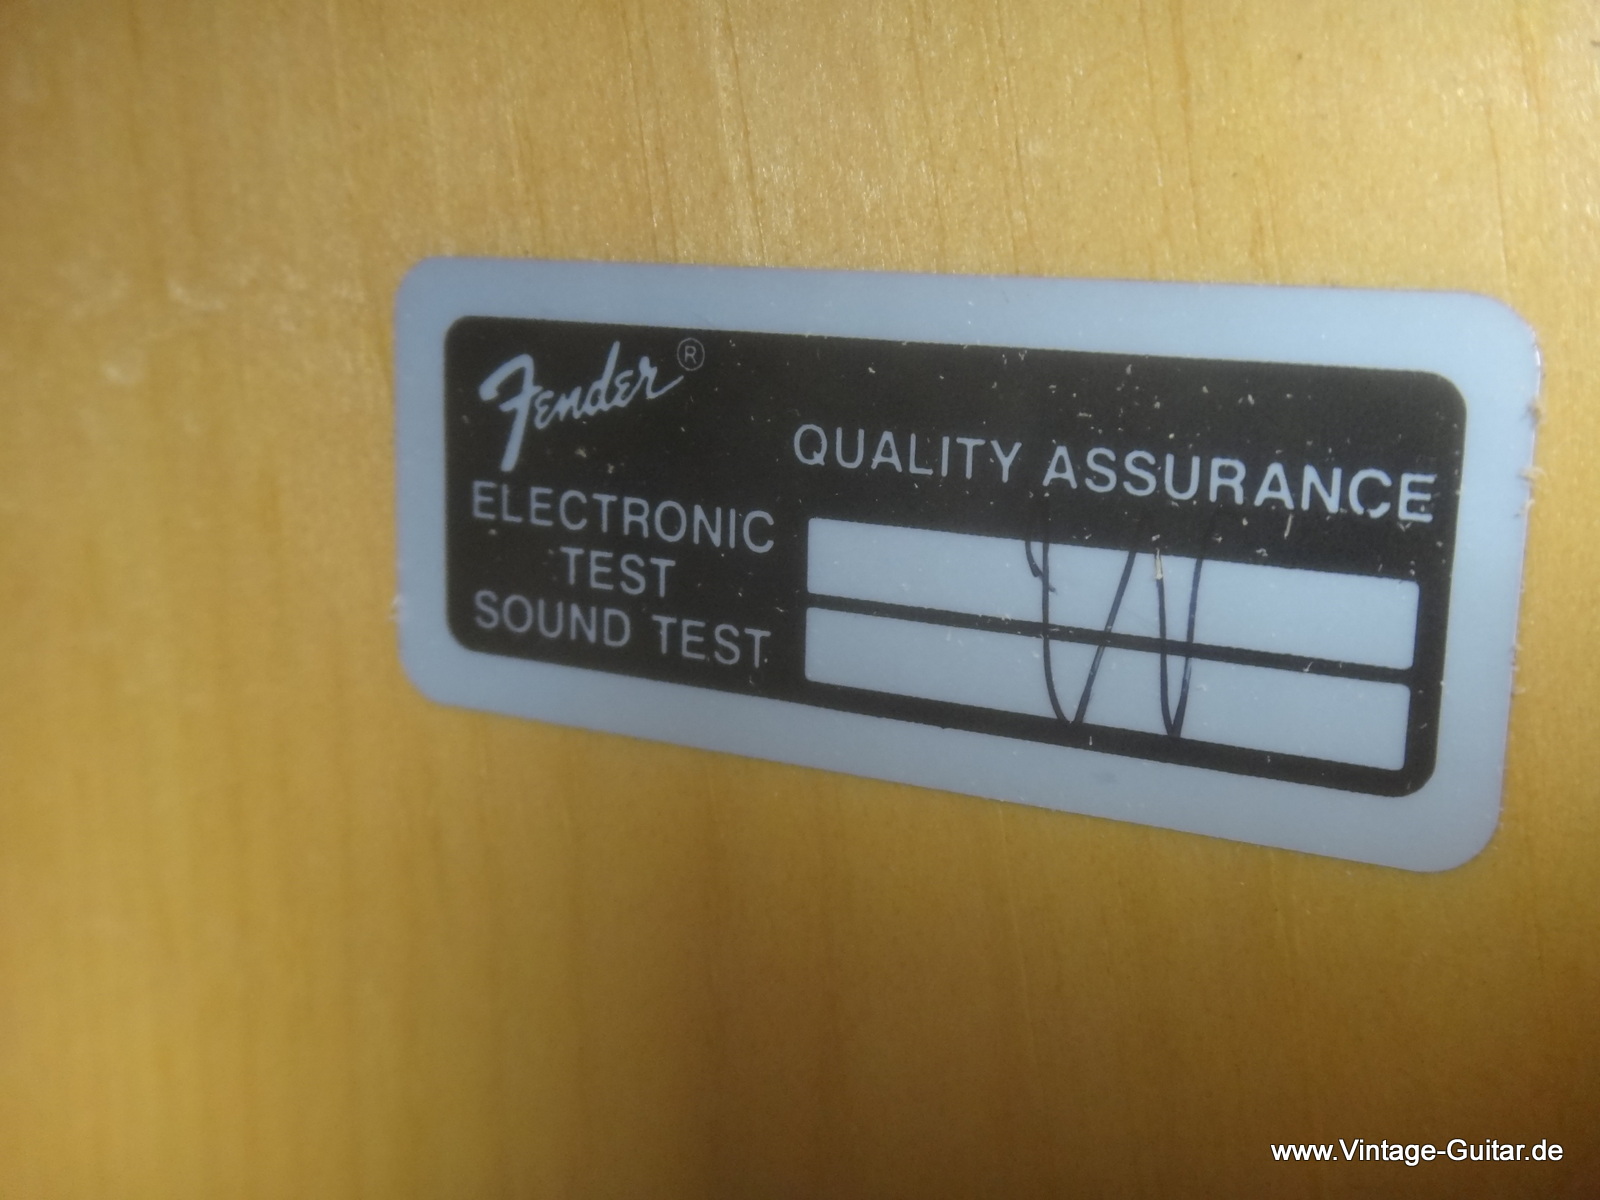 Fender®
QUALITY ASSURANCE
ELECTRONIC
TEST
SOUND TEST
www.Vintage-Guitar.de